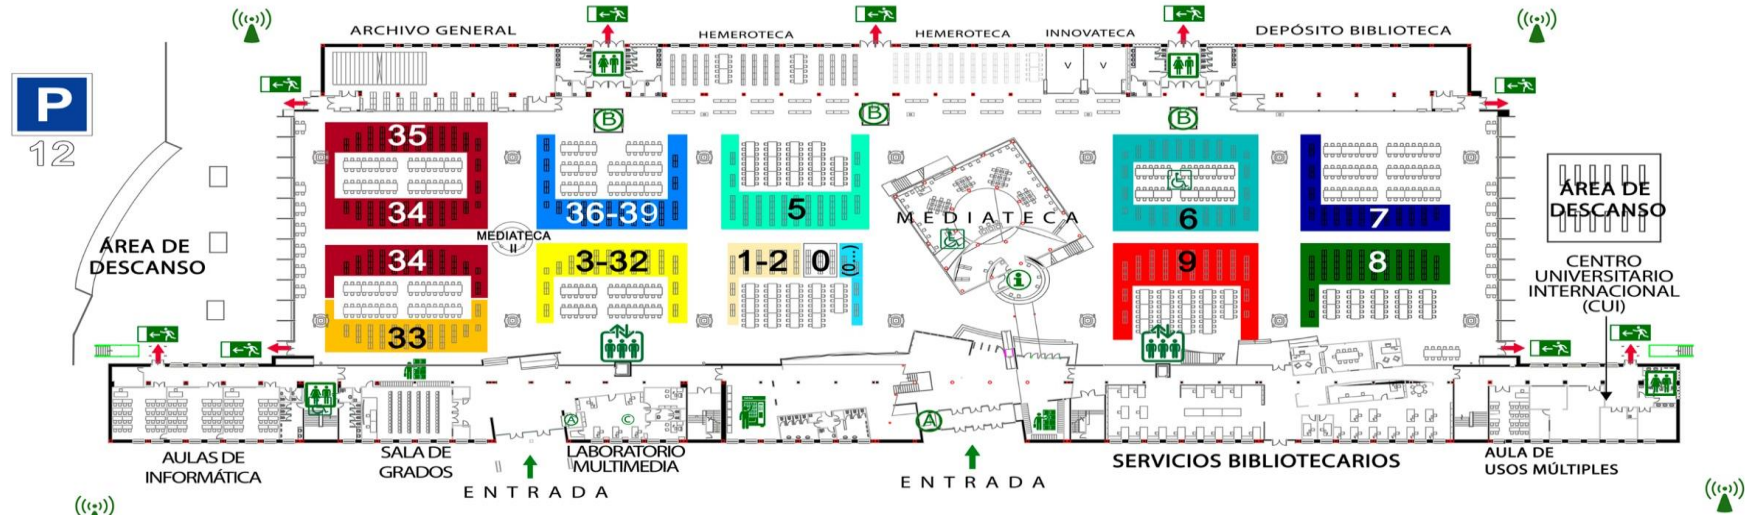 ARCHIVO GENERAL
HEMEROTECA
HEMEROTECA
INNOVATECA
DEPÓSITO BIBLIOTECA
P
12
V
V
B
B
B
35
34
36-39
5
MEDIATECA
6
7
MEDIATECA
II
34
33
3-32
1-2
0
(0...)
i
9
8
ÁREA DE
DESCANSO
ÁREA DE
DESCANSO
CENTRO
UNIVERSITARIO
INTERNACIONAL
(CUI)
A
C
A
AULAS DE
INFORMÁTICA
SALA DE
GRADOS
LABORATORIO
MULTIMEDIA
ENTRADA
ENTRADA
SERVICIOS BIBLIOTECARIOS
AULA DE
USOS MÚLTIPLES